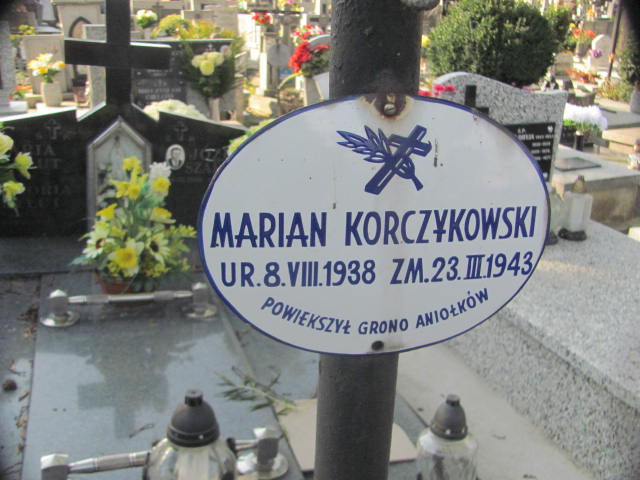 MARIAN KORCZYKOWSKI
UR. 8. VIII. 1938 ZM. 23. III. 1943
POWIEKSZYŁ GRONO ANIOŁKÓW